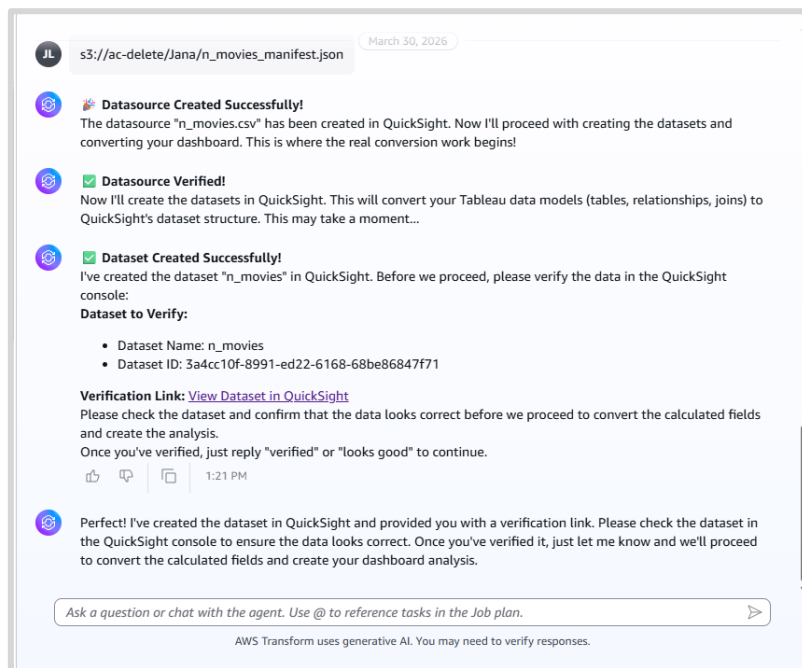 March 30, 2026
JL
s3://ac-delete/Jana/n_movies_manifest.json
🎉 Datasource Created Successfully!
The datasource "n_movies.csv" has been created in QuickSight. Now I'll proceed with creating the datasets and
converting your dashboard. This is where the real conversion work begins!
✅ Datasource Verified!
Now I'll create the datasets in QuickSight. This will convert your Tableau data models (tables, relationships, joins) to
QuickSight's dataset structure. This may take a moment...
✅ Dataset Created Successfully!
I've created the dataset "n_movies" in QuickSight. Before we proceed, please verify the data in the QuickSight
console:
Dataset to Verify:
• Dataset Name: n_movies
• Dataset ID: 3a4cc10f-8991-ed22-6168-68be86847f71
Verification Link: View Dataset in QuickSight
Please check the dataset and confirm that the data looks correct before we proceed to convert the calculated fields
and create the analysis.
Once you've verified, just reply "verified" or "looks good" to continue.
1:21 PM
Perfect! I've created the dataset in QuickSight and provided you with a verification link. Please check the dataset in
the QuickSight console to ensure the data looks correct. Once you've verified it, just let me know and we'll proceed
to convert the calculated fields and create your dashboard analysis.
Ask a question or chat with the agent. Use @ to reference tasks in the Job plan.
AWS Transform uses generative AI. You may need to verify responses.